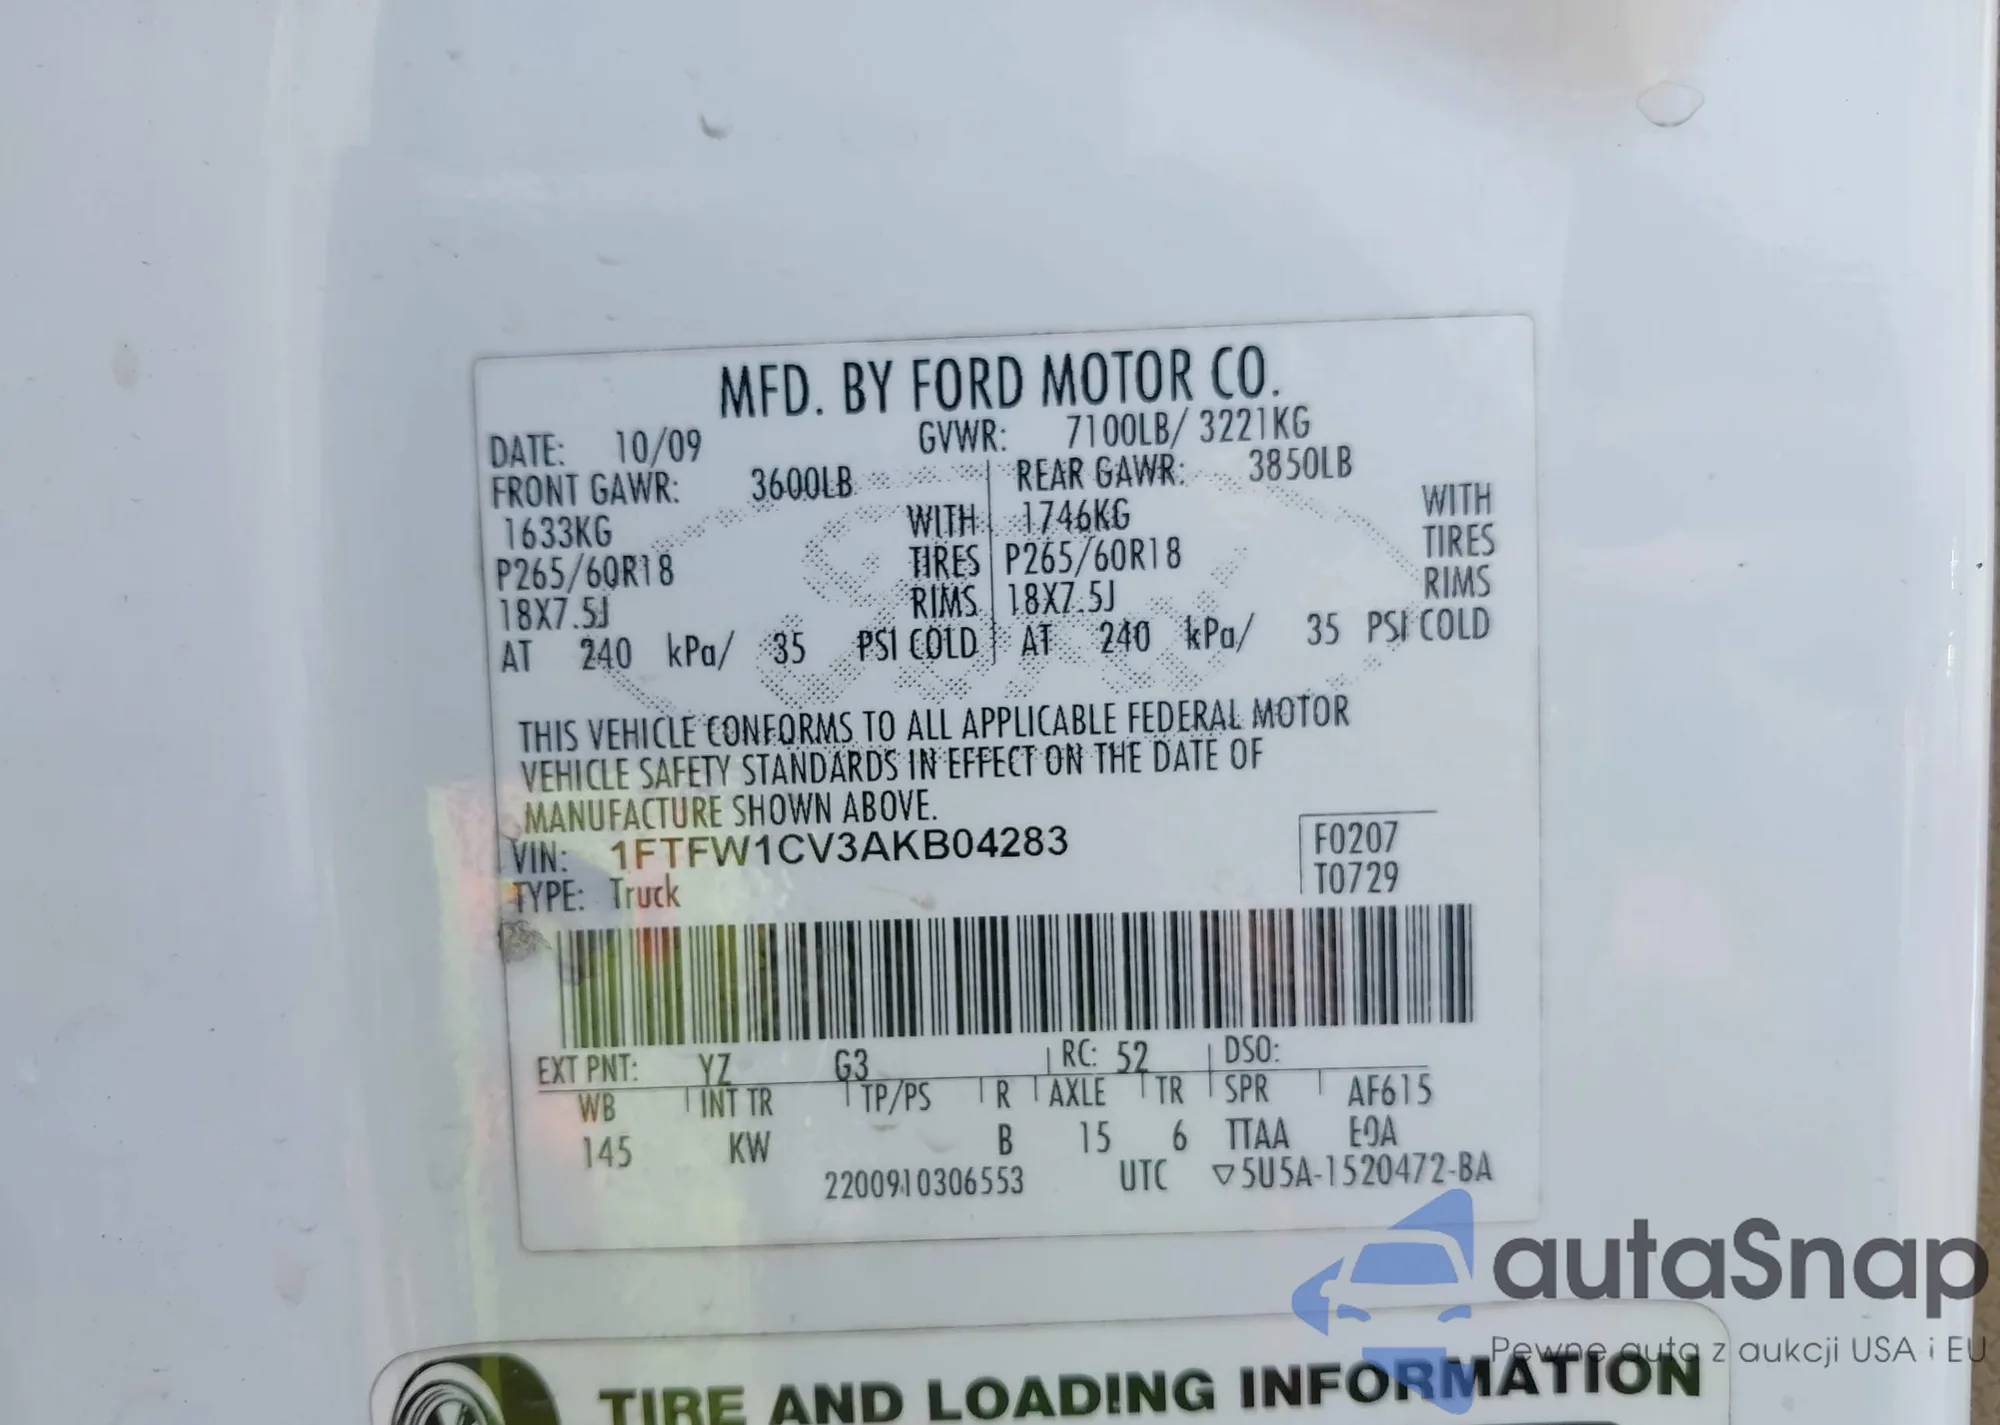 MFD. BY FORD MOTOR CO.
DATE: 10/09 GVWR: 7100LB/ 3221KG
FRONT GAWR: 3600LB REAR GAWR: 3850LB
1633KG WITH 1746KG WITH
P265/60R18 TIRES P265/60R18 TIRES
18X7.5J RIMS 18X7.5J RIMS
AT 240 kPa/ 35 PSI COLD AT 240 kPa/ 35 PSI COLD
THIS VEHICLE CONFORMS TO ALL APPLICABLE FEDERAL MOTOR
VEHICLE SAFETY STANDARDS IN EFFECT ON THE DATE OF
MANUFACTURE SHOWN ABOVE.
VIN: 1FTFW1CV3AKB04283 F0207
TYPE: Truck T0729
EXT PNT: YZ G3 RC: 52 DSO:
WB INT TR TP/PS R AXLE TR SPR AF615
145 KW B 15 6 TTAA EOA
2200910306553 UTC ▽5U5A-1520472-BA
autaSnap
Pewne auta z aukcji USA i EU
TIRE AND LOADING INFORMATION